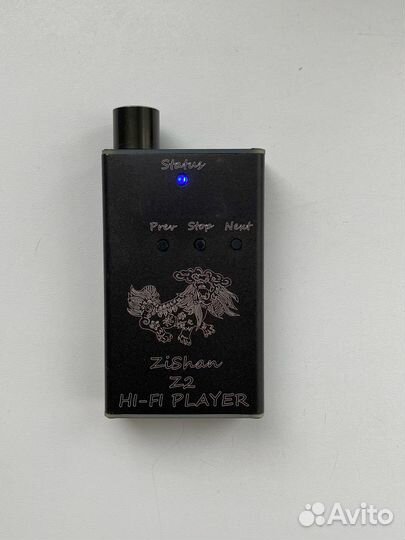 Status
Prev Stop Next
ZiShan
Z2
HI-FI PLAYER
Avito